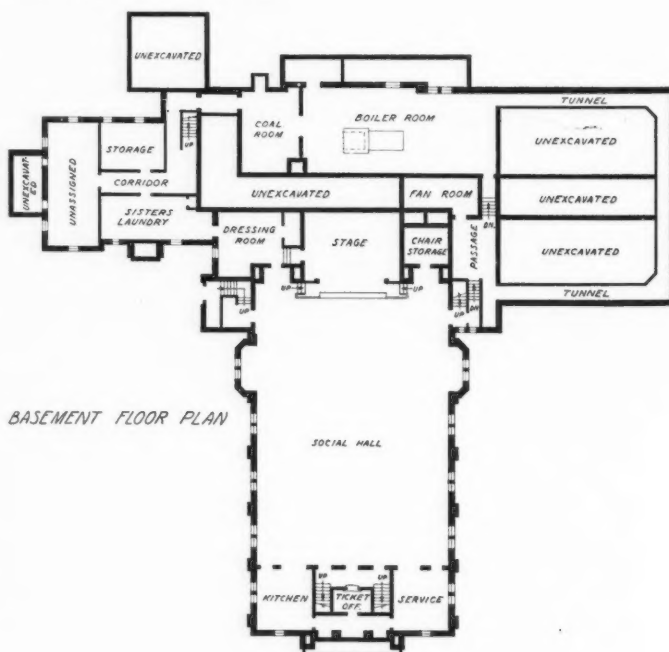 UNEXCAVATED
TUNNEL
COAL
ROOM
BOILER ROOM
UNEXCAVATED
STORAGE
UP
UNEXCAVAT-
ED
UNASSIGNED
CORRIDOR
UNEXCAVATED
FAN ROOM
UNEXCAVATED
SISTERS
LAUNDRY
DRESSING
ROOM
STAGE
CHAIR
STORAGE
PASSAGE
DN.
UNEXCAVATED
UP
UP
UP
UP
DN
TUNNEL
BASEMENT FLOOR PLAN
SOCIAL HALL
UP
UP
KITCHEN
TICKET
OFF.
SERVICE